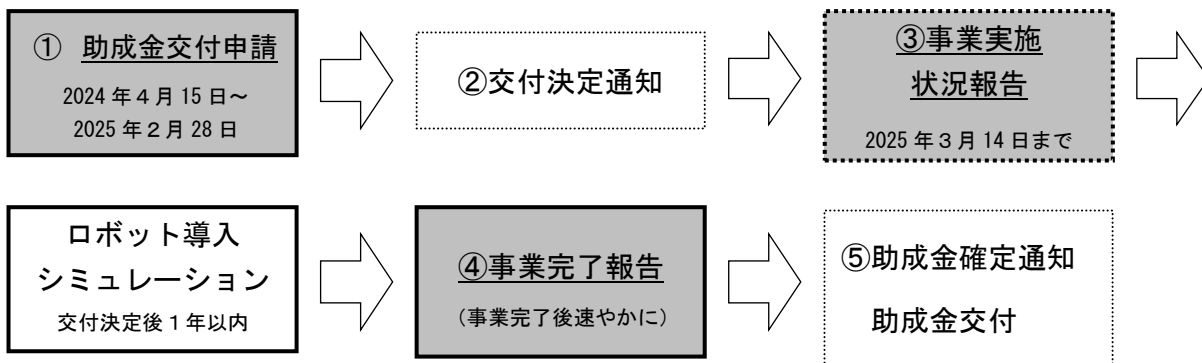 ① 助成金交付申請
2024年４月15日～
2025年２月28日
②交付決定通知
③事業実施
状況報告
2025年３月14日まで
ロボット導入
シミュレーション
交付決定後１年以内
④事業完了報告
(事業完了後速やかに)
⑤助成金確定通知
助成金交付